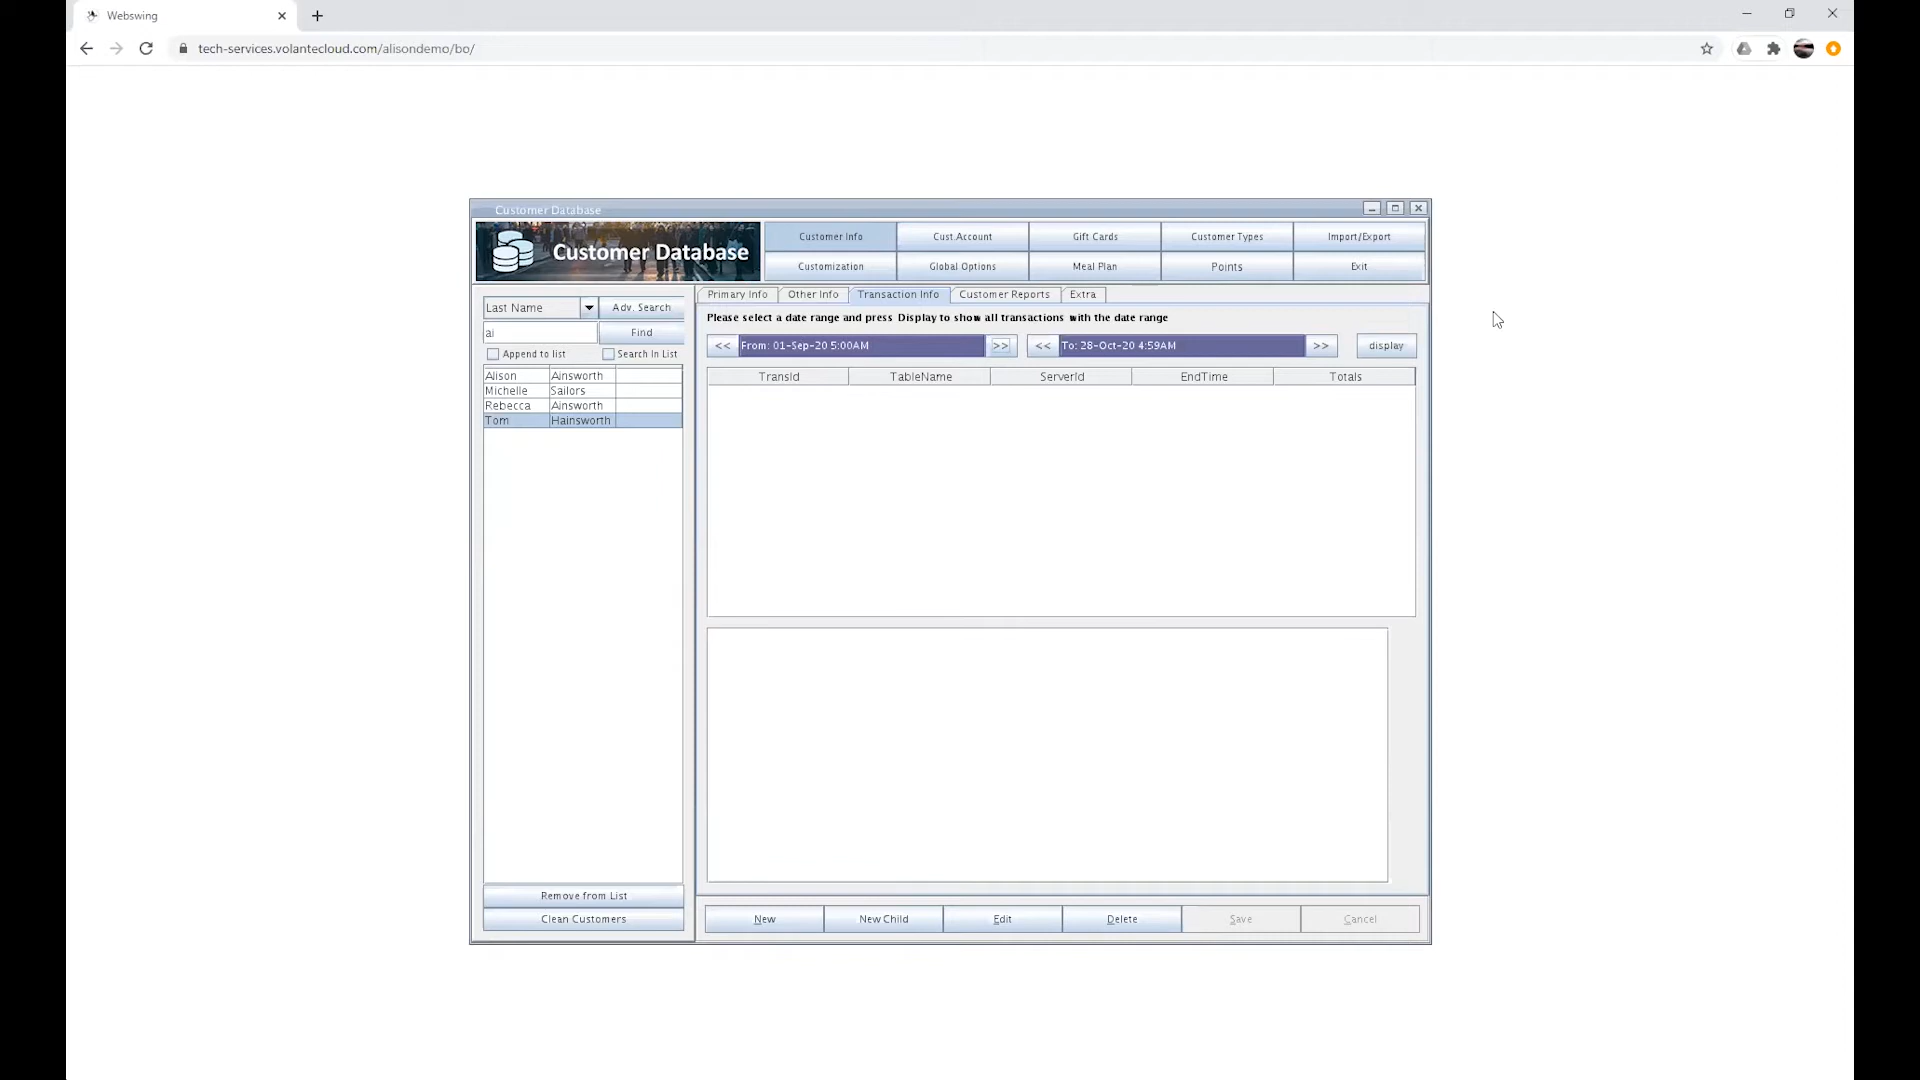 Webswing
tech-services.volantecloud.com/alisondemo/bo/
Customer Database
Customer Database
Customer Info Cust.Account Gift Cards Customer Types Import/Export
Customization Global Options Meal Plan Points Exit
Last Name Adv. Search
ai Find
Append to list Search In List
Alison Ainsworth
Michelle Sailors
Rebecca Ainsworth
Tom Hainsworth
Remove from List
Clean Customers
Primary Info Other Info Transaction Info Customer Reports Extra
Please select a date range and press Display to show all transactions with the date range
<< From: 01-Sep-20 5:00AM >> << To: 28-Oct-20 4:59AM >> display
TransId TableName ServerId EndTime Totals
New New Child Edit Delete Save Cancel